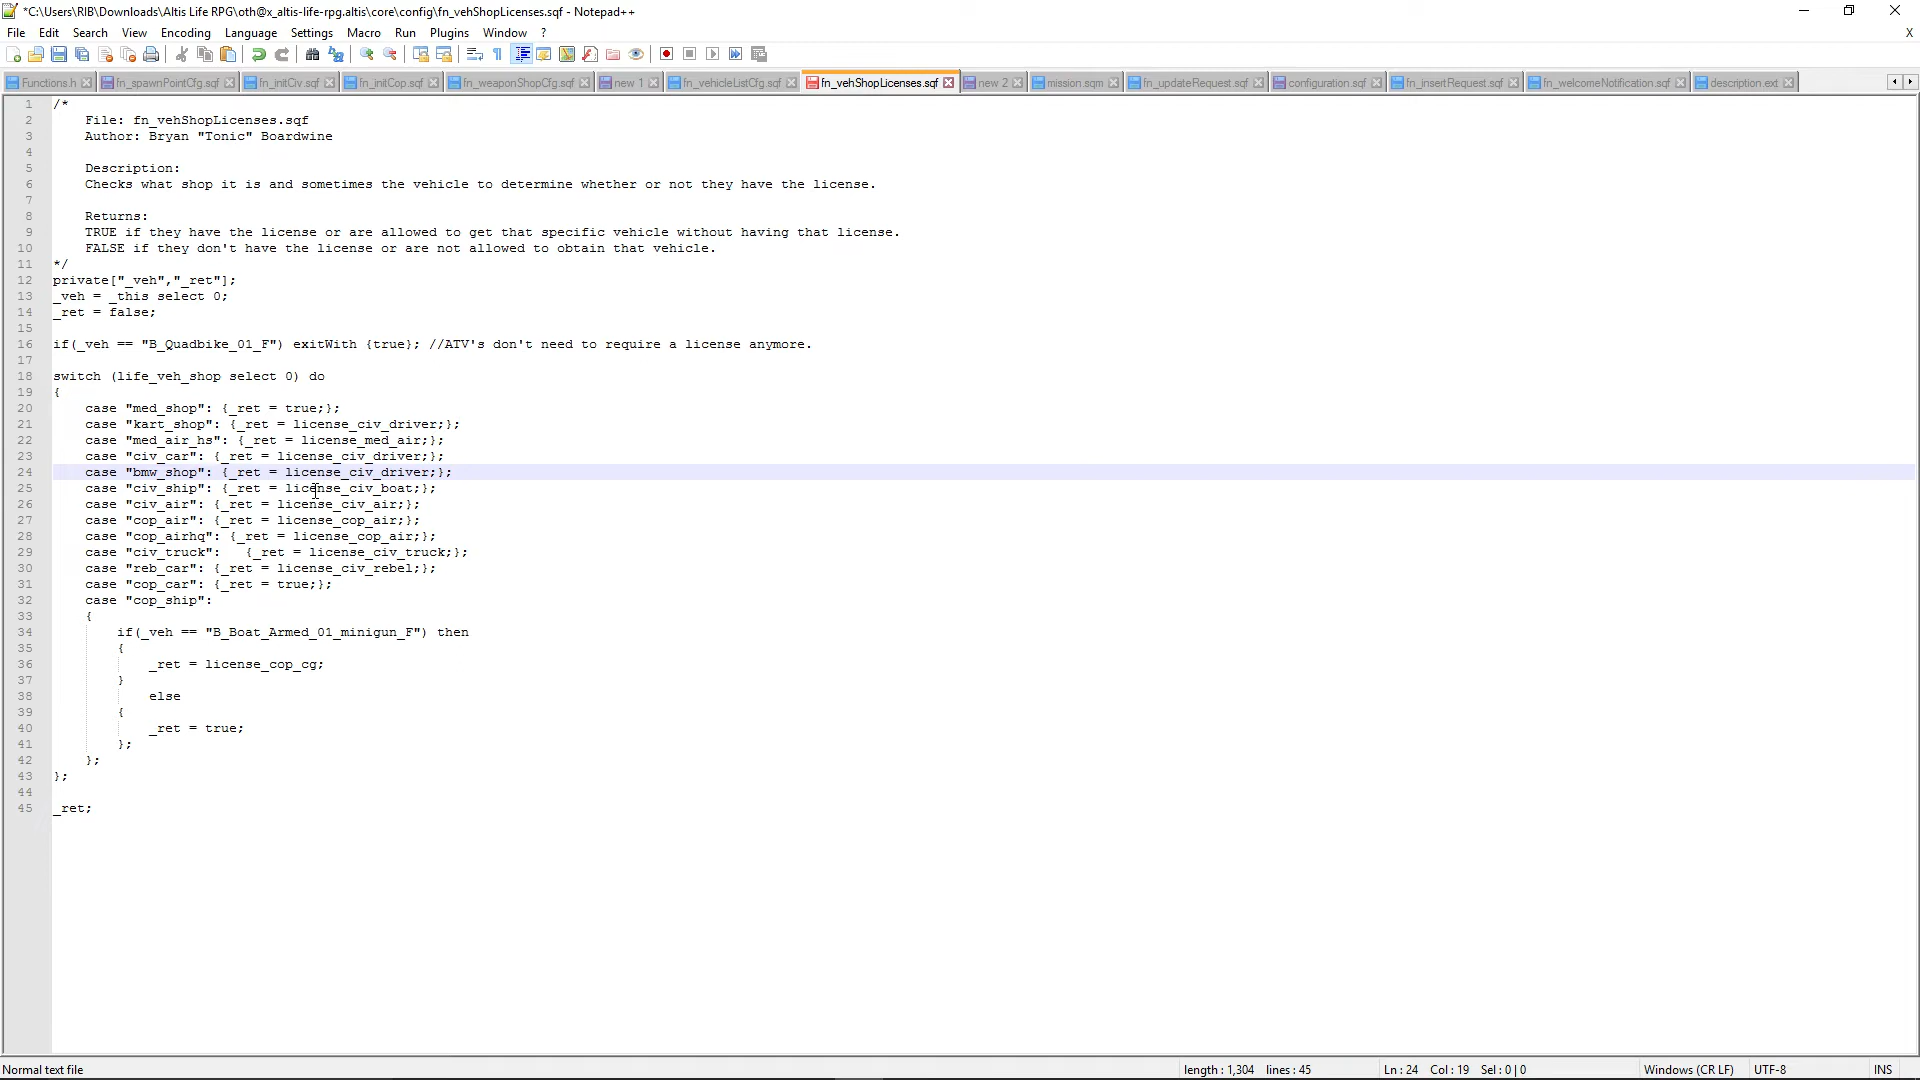 *C:\Users\RIB\Downloads\Altis Life RPG\oth@x_altis-life-rpg.altis\core\config\fn_vehShopLicenses.sqf - Notepad++
File Edit Search View Encoding Language Settings Macro Run Plugins Window ? X
Functions.h fn_spawnPointCfg.sqf fn_initCiv.sqf fn_initCop.sqf fn_weaponShopCfg.sqf new 1 fn_vehicleListCfg.sqf fn_vehShopLicenses.sqf new 2 mission.sqm fn_updateRequest.sqf configuration.sqf fn_insertRequest.sqf fn_welcomeNotification.sqf description.ext
1 /*
2 File: fn_vehShopLicenses.sqf
3 Author: Bryan "Tonic" Boardwine
4
5 Description:
6 Checks what shop it is and sometimes the vehicle to determine whether or not they have the license.
7
8 Returns:
9 TRUE if they have the license or are allowed to get that specific vehicle without having that license.
10 FALSE if they don't have the license or are not allowed to obtain that vehicle.
11 */
12 private["_veh","_ret"];
13 _veh = _this select 0;
14 _ret = false;
15
16 if(_veh == "B_Quadbike_01_F") exitWith {true}; //ATV's don't need to require a license anymore.
17
18 switch (life_veh_shop select 0) do
19 {
20 case "med_shop": {_ret = true;};
21 case "kart_shop": {_ret = license_civ_driver;};
22 case "med_air_hs": {_ret = license_med_air;};
23 case "civ_car": {_ret = license_civ_driver;};
24 case "bmw_shop": {_ret = license_civ_driver;};
25 case "civ_ship": {_ret = license_civ_boat;};
26 case "civ_air": {_ret = license_civ_air;};
27 case "cop_air": {_ret = license_cop_air;};
28 case "cop_airhq": {_ret = license_cop_air;};
29 case "civ_truck": {_ret = license_civ_truck;};
30 case "reb_car": {_ret = license_civ_rebel;};
31 case "cop_car": {_ret = true;};
32 case "cop_ship":
33 {
34 if(_veh == "B_Boat_Armed_01_minigun_F") then
35 {
36 _ret = license_cop_cg;
37 }
38 else
39 {
40 _ret = true;
41 };
42 };
43 };
44
45 _ret;
Normal text file length : 1,304 lines : 45 Ln : 24 Col : 19 Sel : 0 | 0 Windows (CR LF) UTF-8 INS